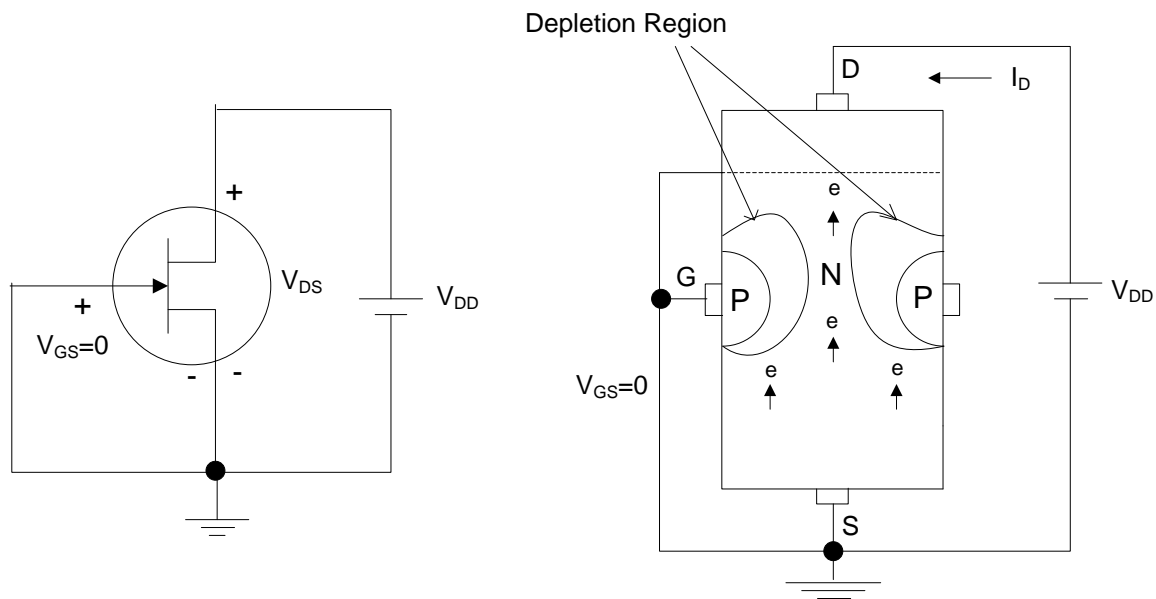 Depletion Region
+
V_DS
+
V_GS=0
-
-
V_DD
D
I_D
e
G
P
N
P
e
e
e
V_GS=0
V_DD
S